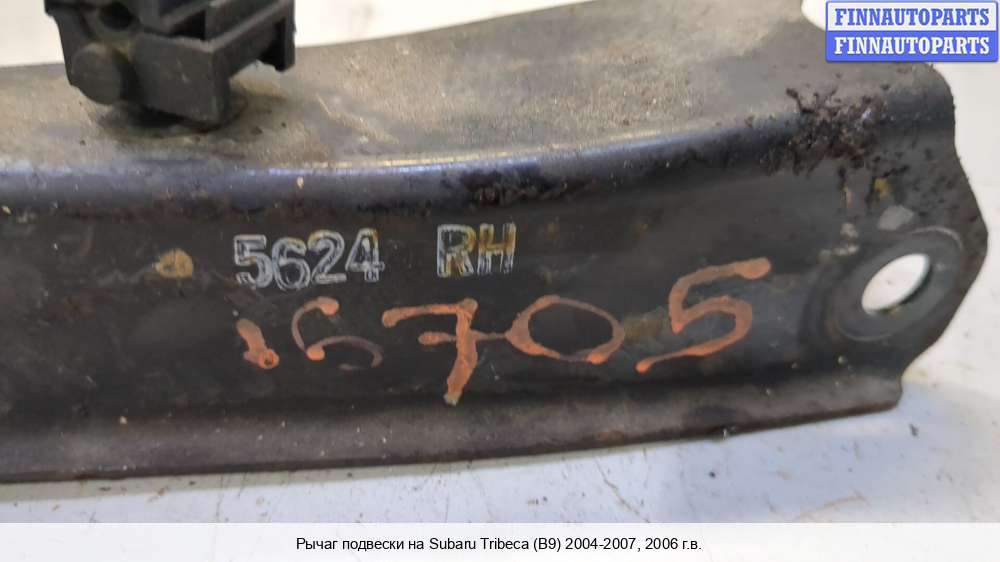 FINNAUTOPARTS
FINNAUTOPARTS
5624 RH
16705
Рычаг подвески на Subaru Tribeca (B9) 2004-2007, 2006 г.в.